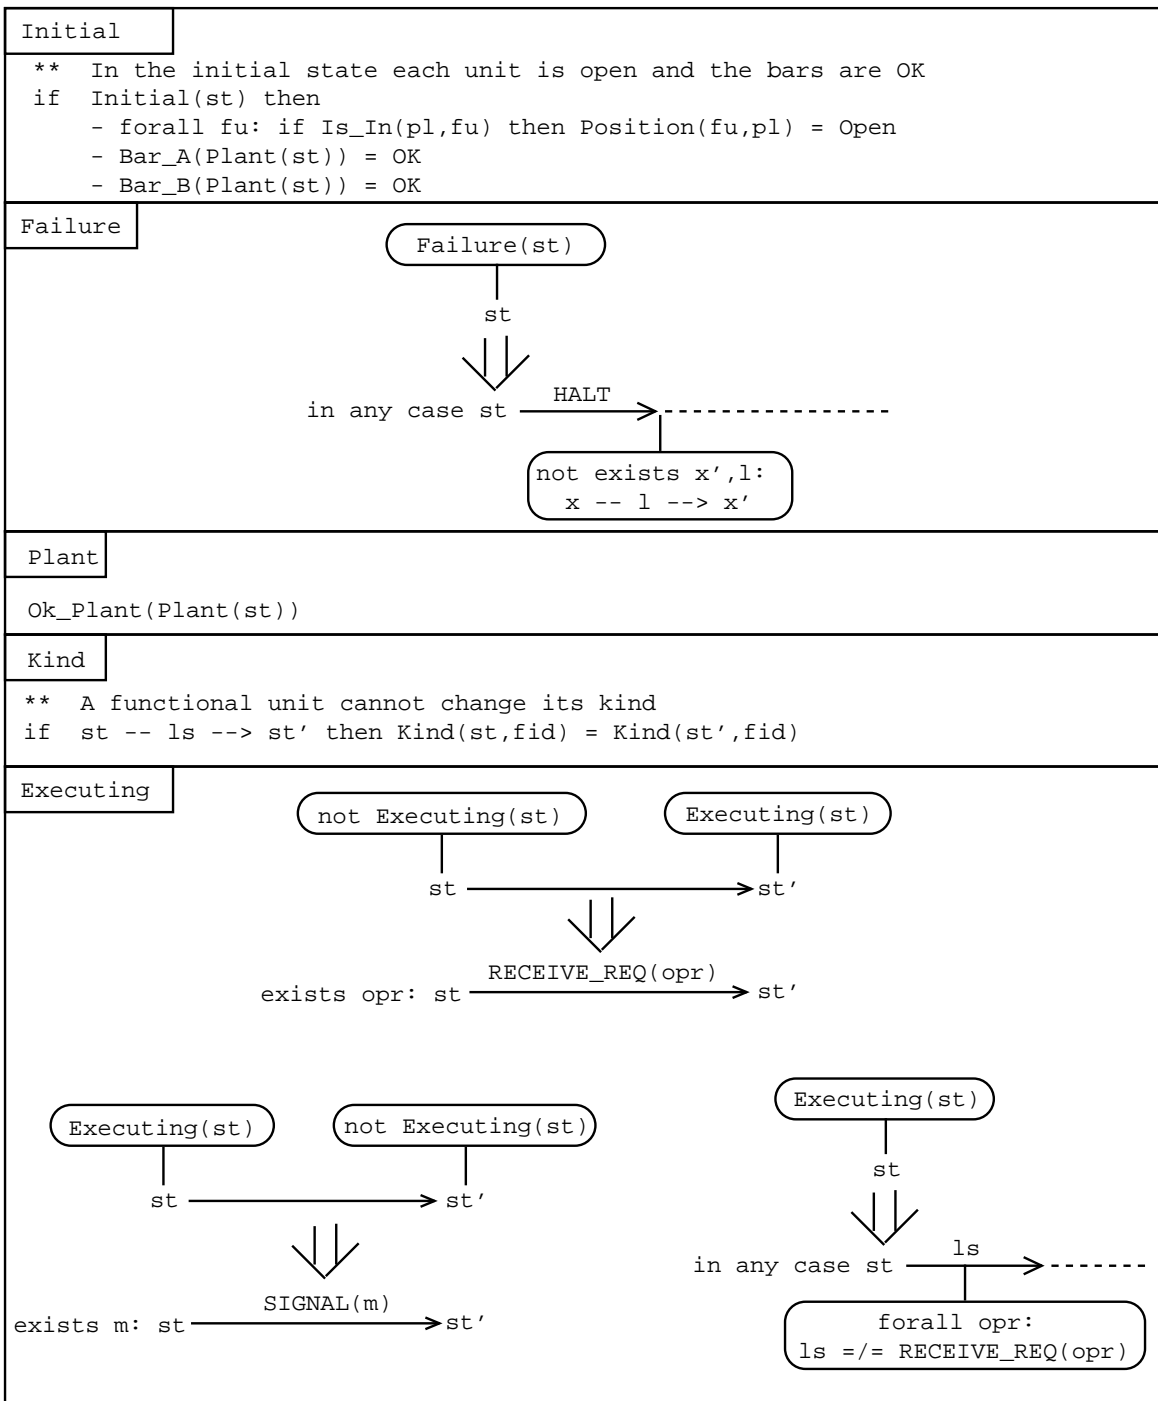 Initial
** In the initial state each unit is open and the bars are OK
if Initial(st) then
- forall fu: if Is_In(pl,fu) then Position(fu,pl) = Open
- Bar_A(Plant(st)) = OK
- Bar_B(Plant(st)) = OK
Failure
Failure(st)
st
HALT
in any case st
not exists x′,l:
x -- l --> x′
Plant
Ok_Plant(Plant(st))
Kind
** A functional unit cannot change its kind
if st -- ls --> st′ then Kind(st,fid) = Kind(st′,fid)
Executing
not Executing(st) Executing(st)
st st′
RECEIVE_REQ(opr)
exists opr: st st′
Executing(st) not Executing(st)
st st′
SIGNAL(m)
exists m: st st′
Executing(st)
st
ls
in any case st
forall opr:
ls =/= RECEIVE_REQ(opr)